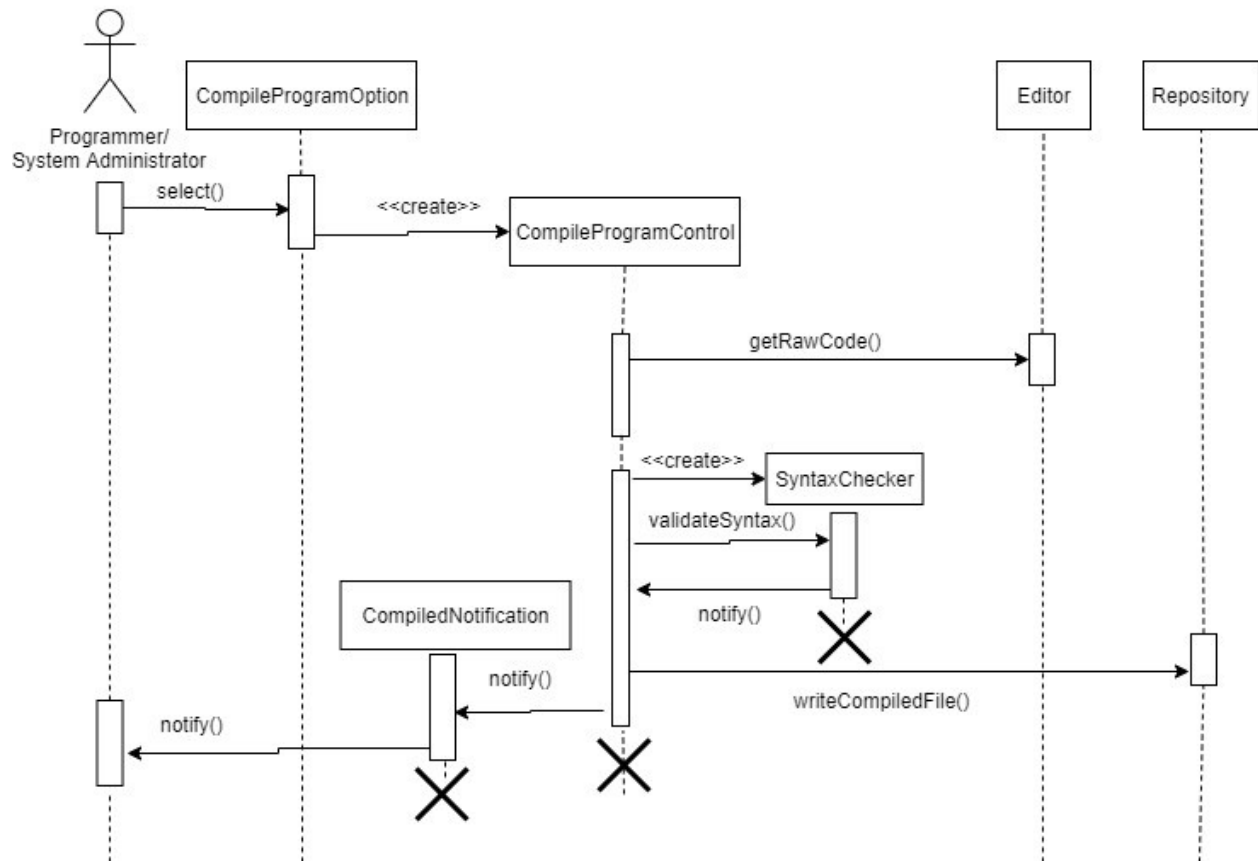 CompileProgramOption
Editor
Repository
Programmer/
System Administrator
select()
<<create>>
CompileProgramControl
getRawCode()
<<create>>
SyntaxChecker
validateSyntax()
CompiledNotification
notify()
notify()
writeCompiledFile()
notify()